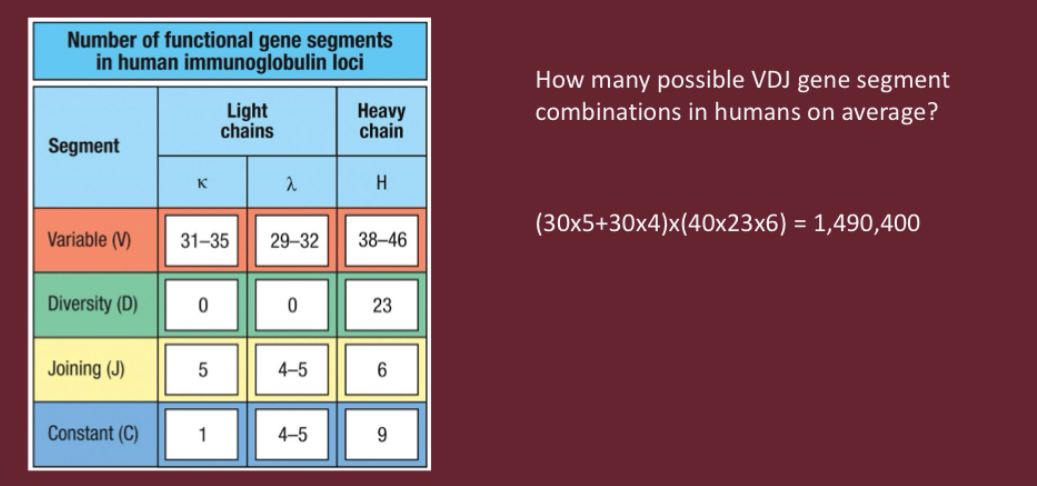 Number of functional gene segments
in human immunoglobulin loci
Segment
Light
chains
Heavy
chain
κ
λ
H
Variable (V)
31–35
29–32
38–46
Diversity (D)
0
0
23
Joining (J)
5
4–5
6
Constant (C)
1
4–5
9
How many possible VDJ gene segment
combinations in humans on average?
(30x5+30x4)x(40x23x6) = 1,490,400